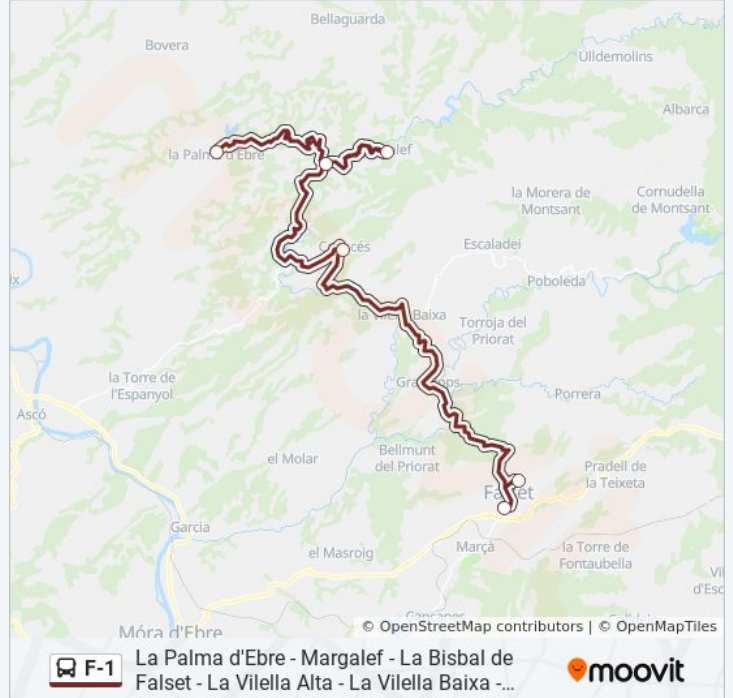 Bellaguarda
Bovera
Ulldemolins
Albarca
la Palma d'Ebre
la Morera de
Montsant
Cornudella
de Montsant
Escaladei
Poboleda
la Baixa
Torroja del
Priorat
la Torre de
l'Espanyol
Ascó
Porrera
Bellmunt
del Priorat
el Molar
Pradell de
la Teixeta
Falset
Garcia
Marçà
la Torre de
Fontaubella
el Masroig
Móra d'Ebre
© OpenStreetMap contributors | © OpenMapTiles
F-1
La Palma d'Ebre - Margalef - La Bisbal de
Falset - La Vilella Alta - La Vilella Baixa -...
moovit